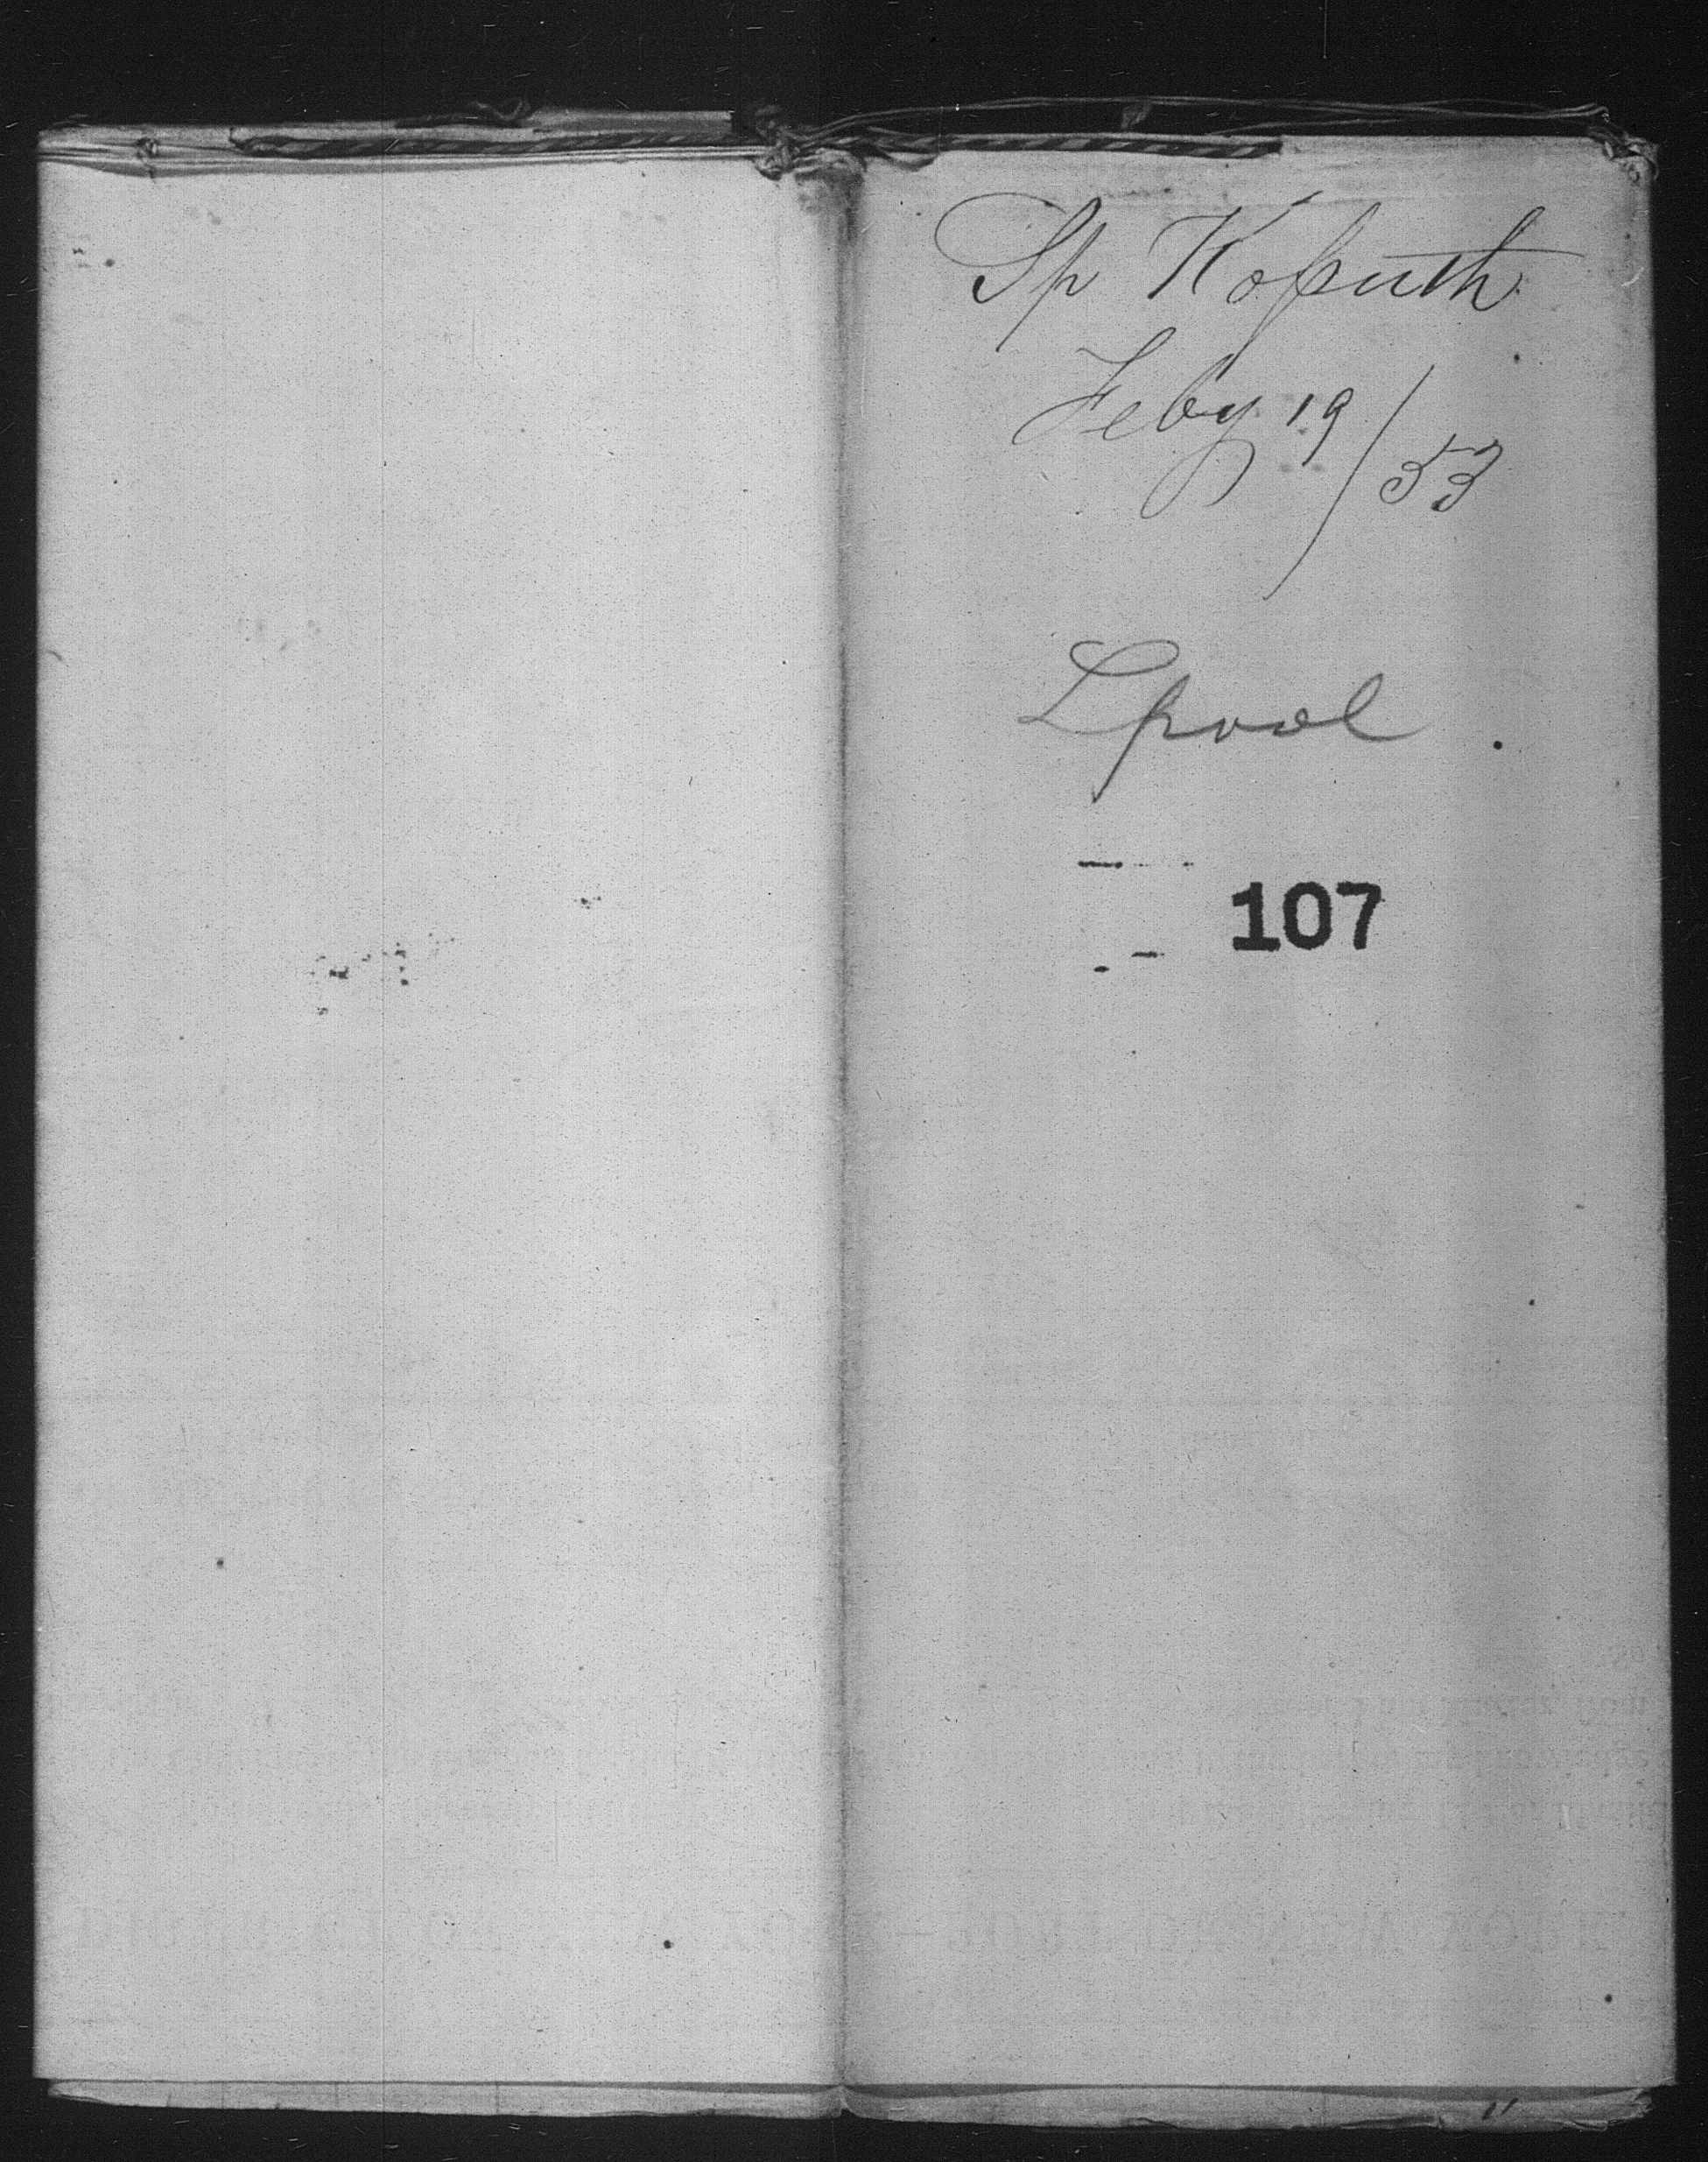 Sp Koſsuth
Feby 19/53
Lpool
107